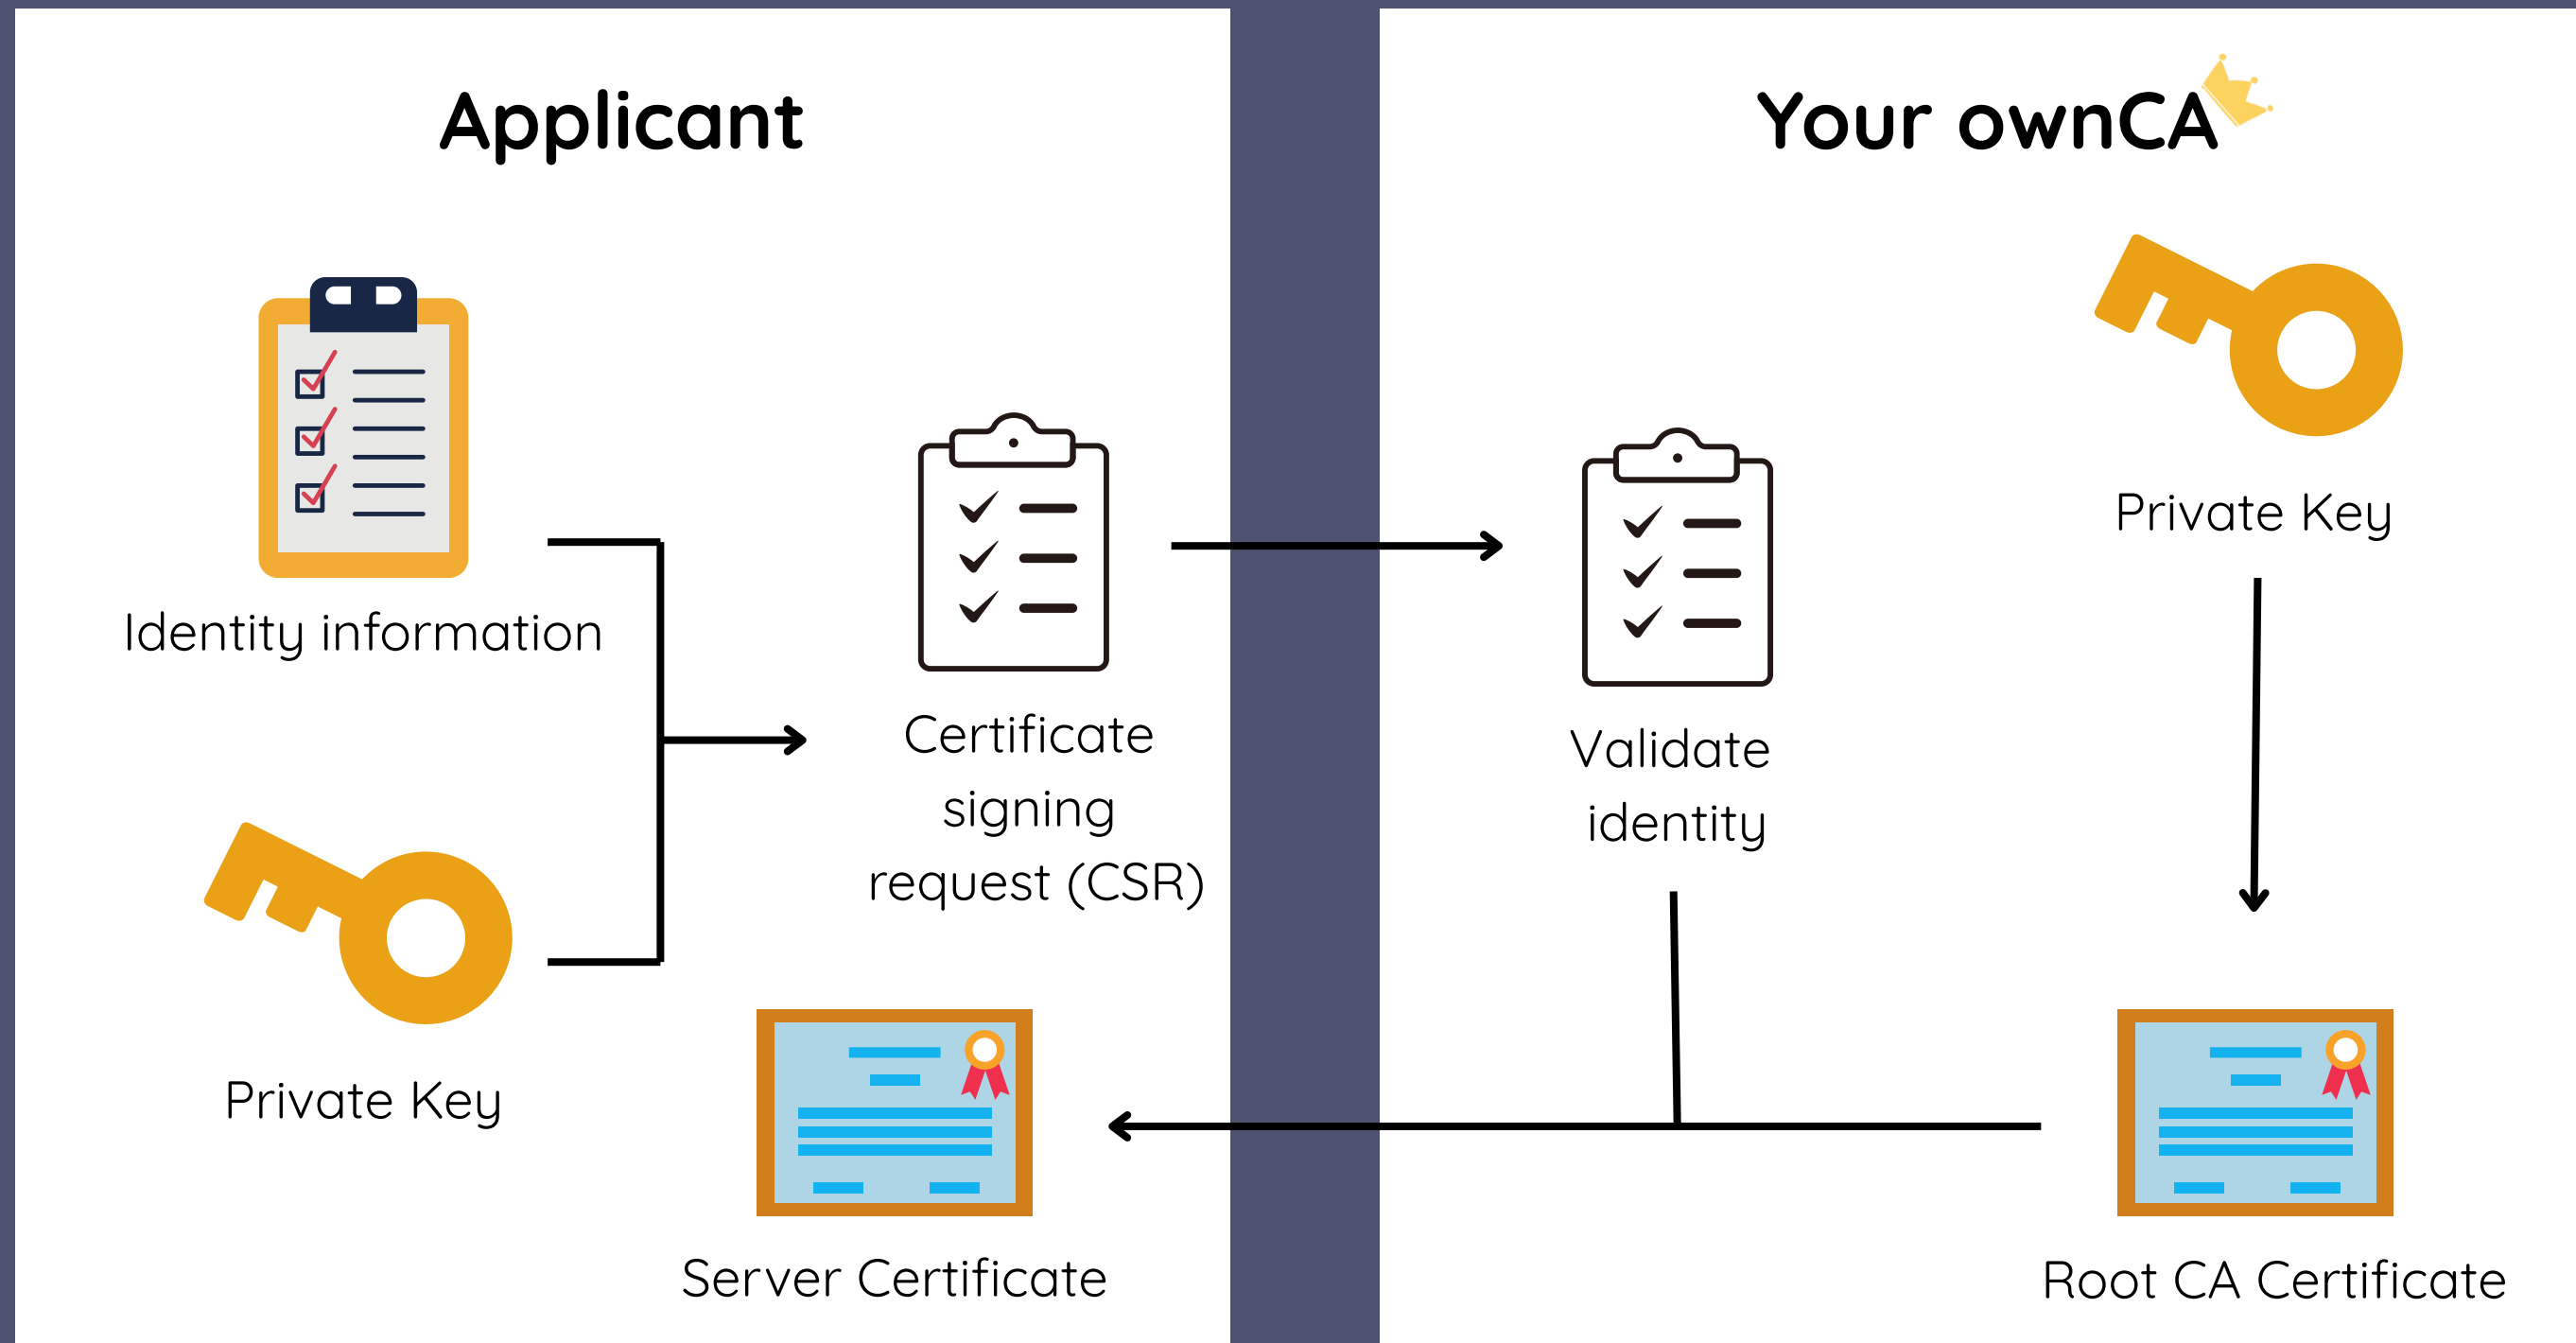 Applicant
Your ownCA
Identity information
Private Key
Certificate
signing
request (CSR)
Server Certificate
Validate
identity
Private Key
Root CA Certificate